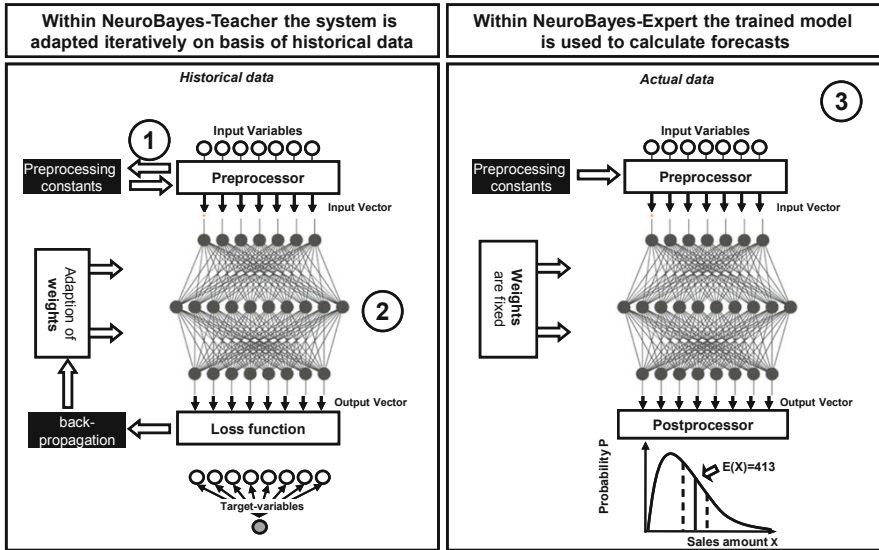 Within NeuroBayes-Teacher the system is
adapted iteratively on basis of historical data
Historical data
1
Input Variables
Preprocessing
constants
Preprocessor
Input Vector
Adaption of
weights
2
Output Vector
back-
propagation
Loss function
Target-variables
Within NeuroBayes-Expert the trained model
is used to calculate forecasts
Actual data
3
Input Variables
Preprocessing
constants
Preprocessor
Input Vector
Weights
are fixed
Output Vector
Postprocessor
Probability P
E(X)=413
Sales amount X